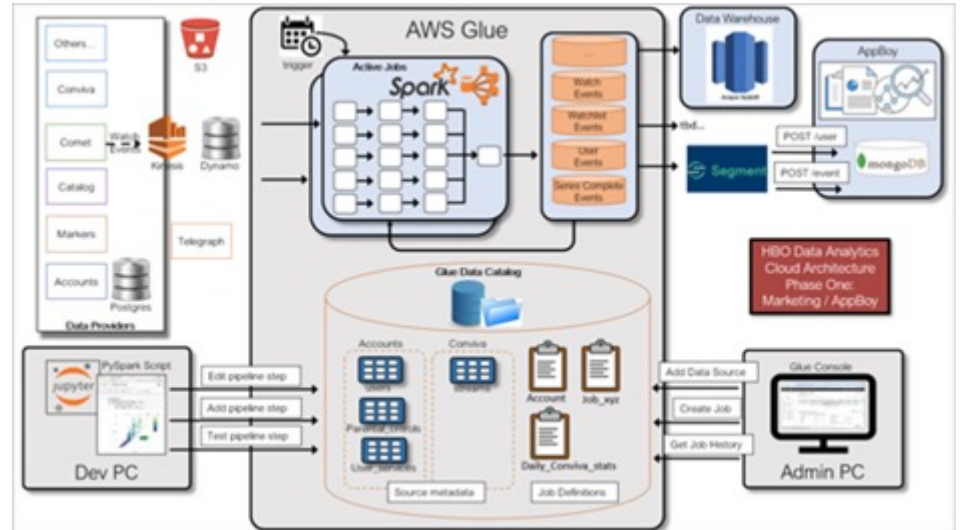 Others...
Conviva
Comet
Catalog
Markers
Accounts
Postgres
Data Providers
S3
Watch
Events
Kinesis
Dynamo
Telegraph
AWS Glue
trigger
Active Jobs
Spark
...
Watch
Events
Watchlist
Events
User
Events
Series Complete
Events
Data Warehouse
tbd...
Segment
POST /user
POST /event
AppBoy
mongoDB
HBO Data Analytics
Cloud Architecture
Phase One:
Marketing / AppBoy
Glue Data Catalog
Accounts
users
User_services
Source metadata
Conviva
streams
Account
Job_xyz
Daily_Conviva_stats
Job Definitions
PySpark Script
jupyter
Dev PC
Edit pipeline step
Add pipeline step
Test pipeline step
Add Data Source
Create Job
Get Job History
Glue Console
Admin PC